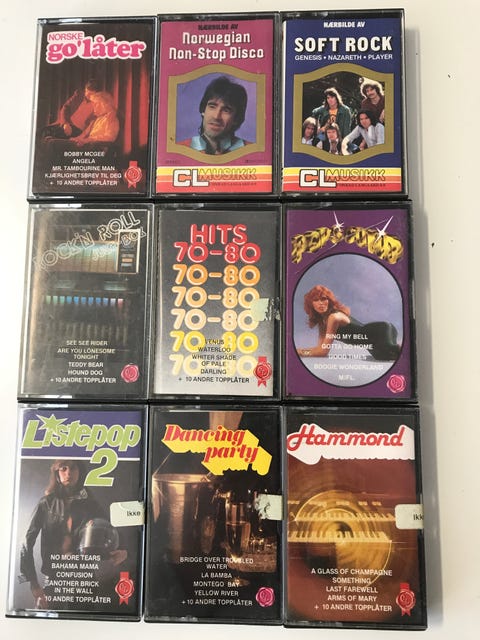 NORSKE
go'låter
BOBBY MCGEE
ANGELA
MR. TAMBOURINE MAN
KJÆRLIGHETSBREV TIL DEG
+ 10 ANDRE TOPPLÅTER
NÆRBILDE AV
Norwegian
Non-Stop Disco
CL MUSIKK
NÆRBILDE AV
SOFT ROCK
GENESIS • NAZARETH • PLAYER
CL MUSIKK
ROCK'N ROLL
SEE SEE RIDER
ARE YOU LONESOME
TONIGHT
TEDDY BEAR
HOUND DOG
+ 10 ANDRE TOPPLÅTER
HITS
70-80
70-80
70-80
70-80
70-80
70-80
VENUS
WATERLOO
WHITER SHADE
OF PALE
DARLING
+ 10 ANDRE TOPPLÅTER
RING MY BELL
GOTTA GO HOME
GOOD TIMES
BOOGIE WONDERLAND
M/FL.
Listepop
2
Ikke
NO MORE TEARS
BAHAMA MAMA
CONFUSION
ANOTHER BRICK
IN THE WALL
+ 10 ANDRE TOPPLÅTER
Dancing
party
BRIDGE OVER TROUBLED
WATER
LA BAMBA
MONTEGO BAY
YELLOW RIVER
+ 10 ANDRE TOPPLÅTER
Hammond
Ikk
A GLASS OF CHAMPAGNE
SOMETHING
LAST FAREWELL
ARMS OF MARY
+ 10 ANDRE TOPPLÅTER